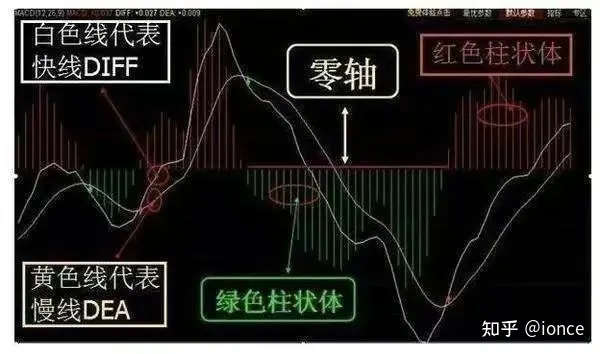 MACD(12,26,9) MACD:+0.037 DIFF:+0.027 DEA:+0.009
免费体验点击 最优参数 默认参数 指标 专区
白色线代表
快线DIFF
零轴
红色柱状体
黄色线代表
慢线DEA
绿色柱状体
知乎 @ionce